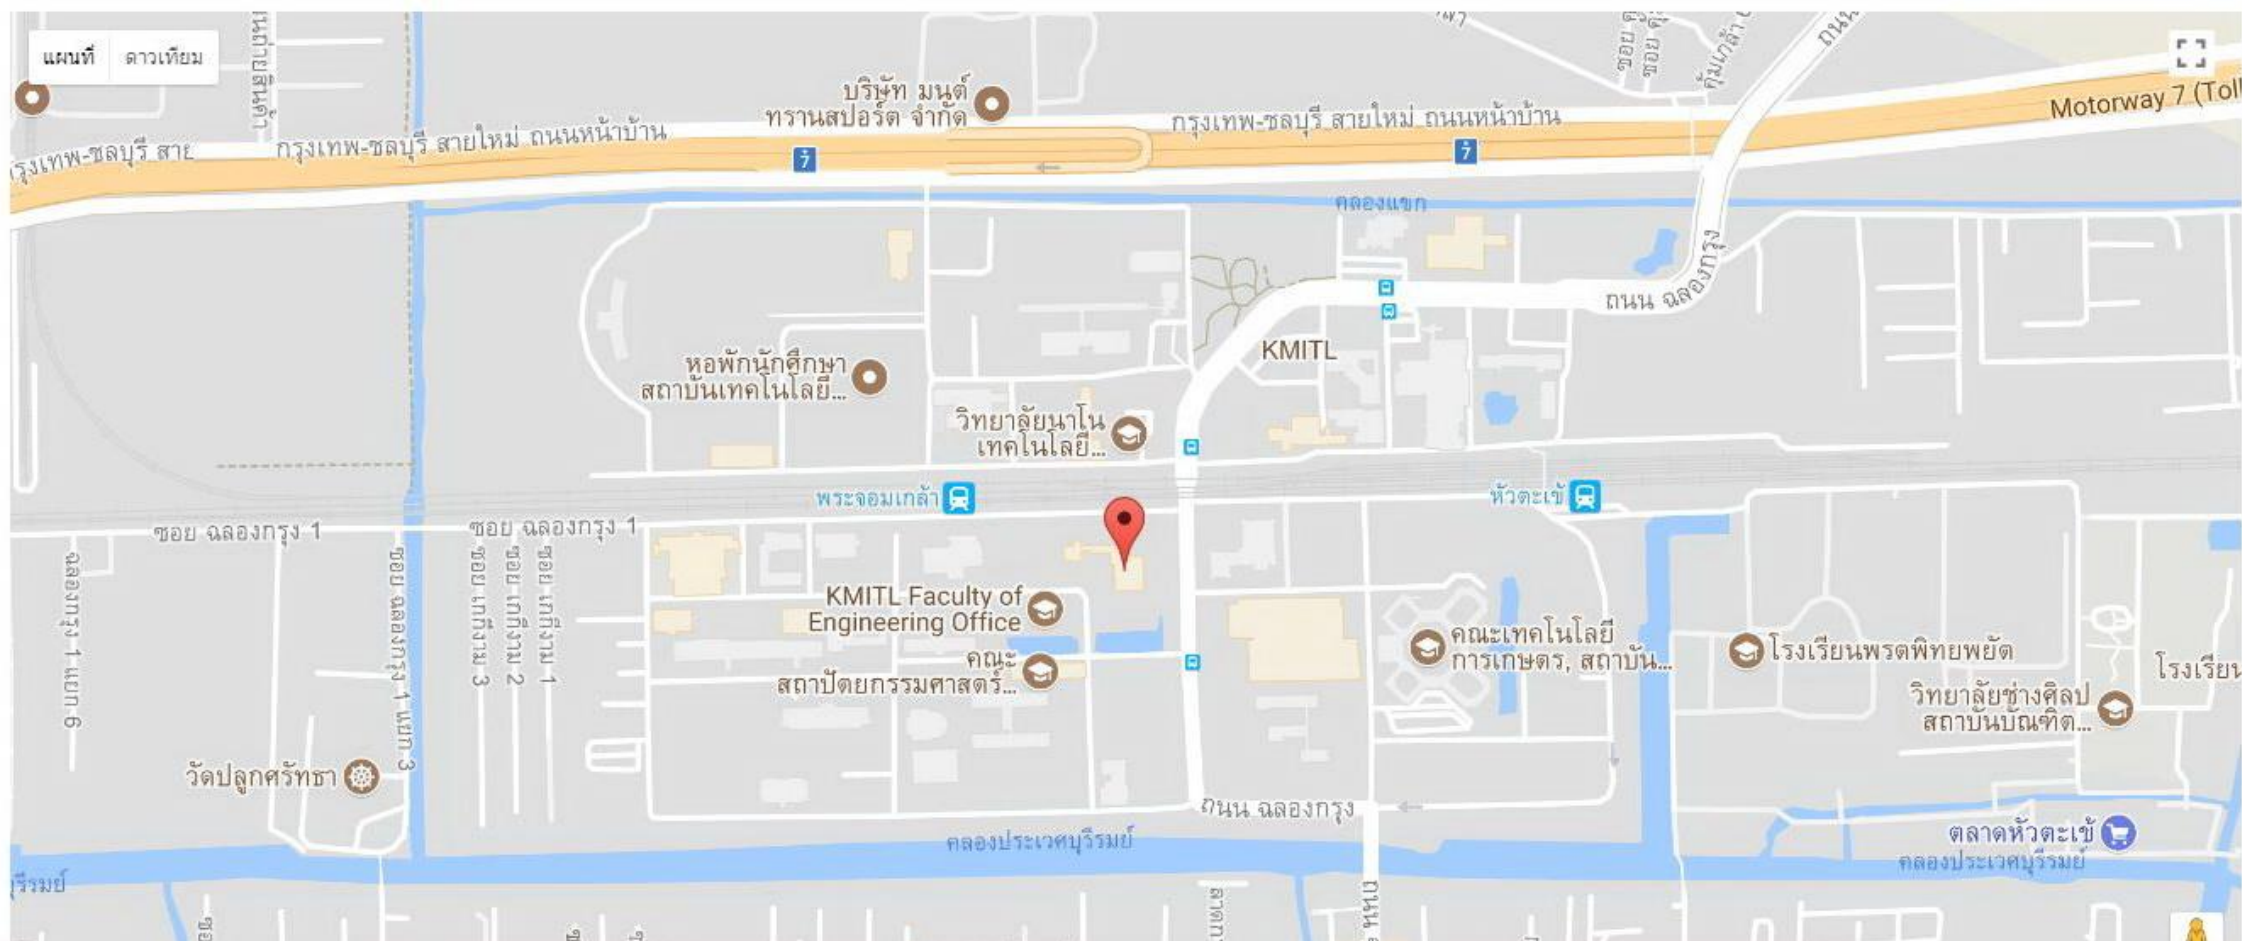 แผนที่
ดาวเทียม
บริษัท มนต์
ทรานสปอร์ต จำกัด
กรุงเทพ-ชลบุรี สายใหม่ ถนนหน้าบ้าน
กรุงเทพ-ชลบุรี สายใหม่ ถนนหน้าบ้าน
Motorway 7 (Toll
7
7
คลองแขก
ถนน ฉลองกรุง
KMITL
หอพักนักศึกษา
สถาบันเทคโนโลยี...
วิทยาลัยนาโน
เทคโนโลยี...
พระจอมเกล้า
หัวตะเข้
ซอย ฉลองกรุง 1
ซอย ฉลองกรุง 1
ฉลองกรุง 1 แยก 6
ซอย ฉลองกรุง 1 แยก 3
ซอย เกกีงาม 3
ซอย เกกีงาม 2
ซอย เกกีงาม 1
KMITL Faculty of
Engineering Office
คณะ
สถาปัตยกรรมศาสตร์...
คณะเทคโนโลยี
การเกษตร, สถาบัน...
โรงเรียนพรตพิทยพยัต
โรงเรียน
วิทยาลัยช่างศิลป
สถาบันบัณฑิต...
วัดปลูกศรัทธา
ถนน ฉลองกรุง
คลองประเวศบุรีรมย์
ตลาดหัวตะเข้
คลองประเวศบุรีรมย์
ถนน